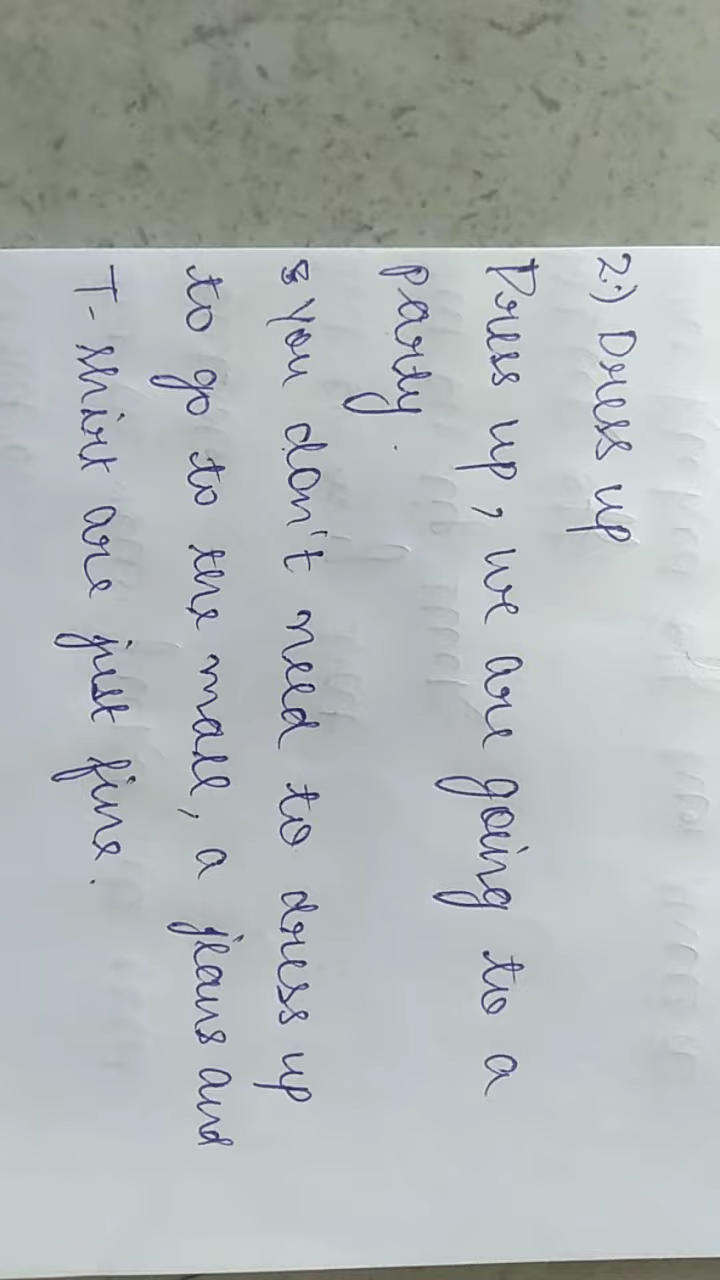 2:) Dress up
Dress up, we are going to a
party.
You don't need to dress up
to go to the mall, a jeans and
T-shirt are just fine.